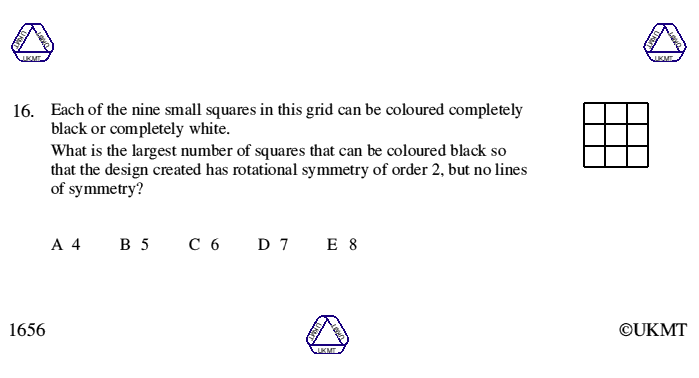 UKMT UKMT UKMT
UKMT UKMT UKMT
16. Each of the nine small squares in this grid can be coloured completely
black or completely white.
What is the largest number of squares that can be coloured black so
that the design created has rotational symmetry of order 2, but no lines
of symmetry?
A 4 B 5 C 6 D 7 E 8
1656
UKMT UKMT UKMT
©UKMT